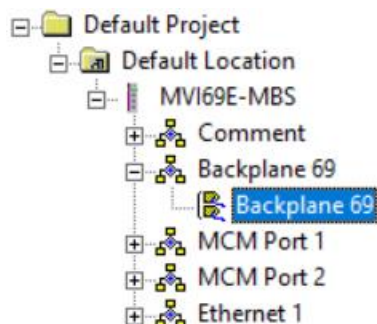 Default Project
Default Location
MVI69E-MBS
Comment
Backplane 69
Backplane 69
MCM Port 1
MCM Port 2
Ethernet 1